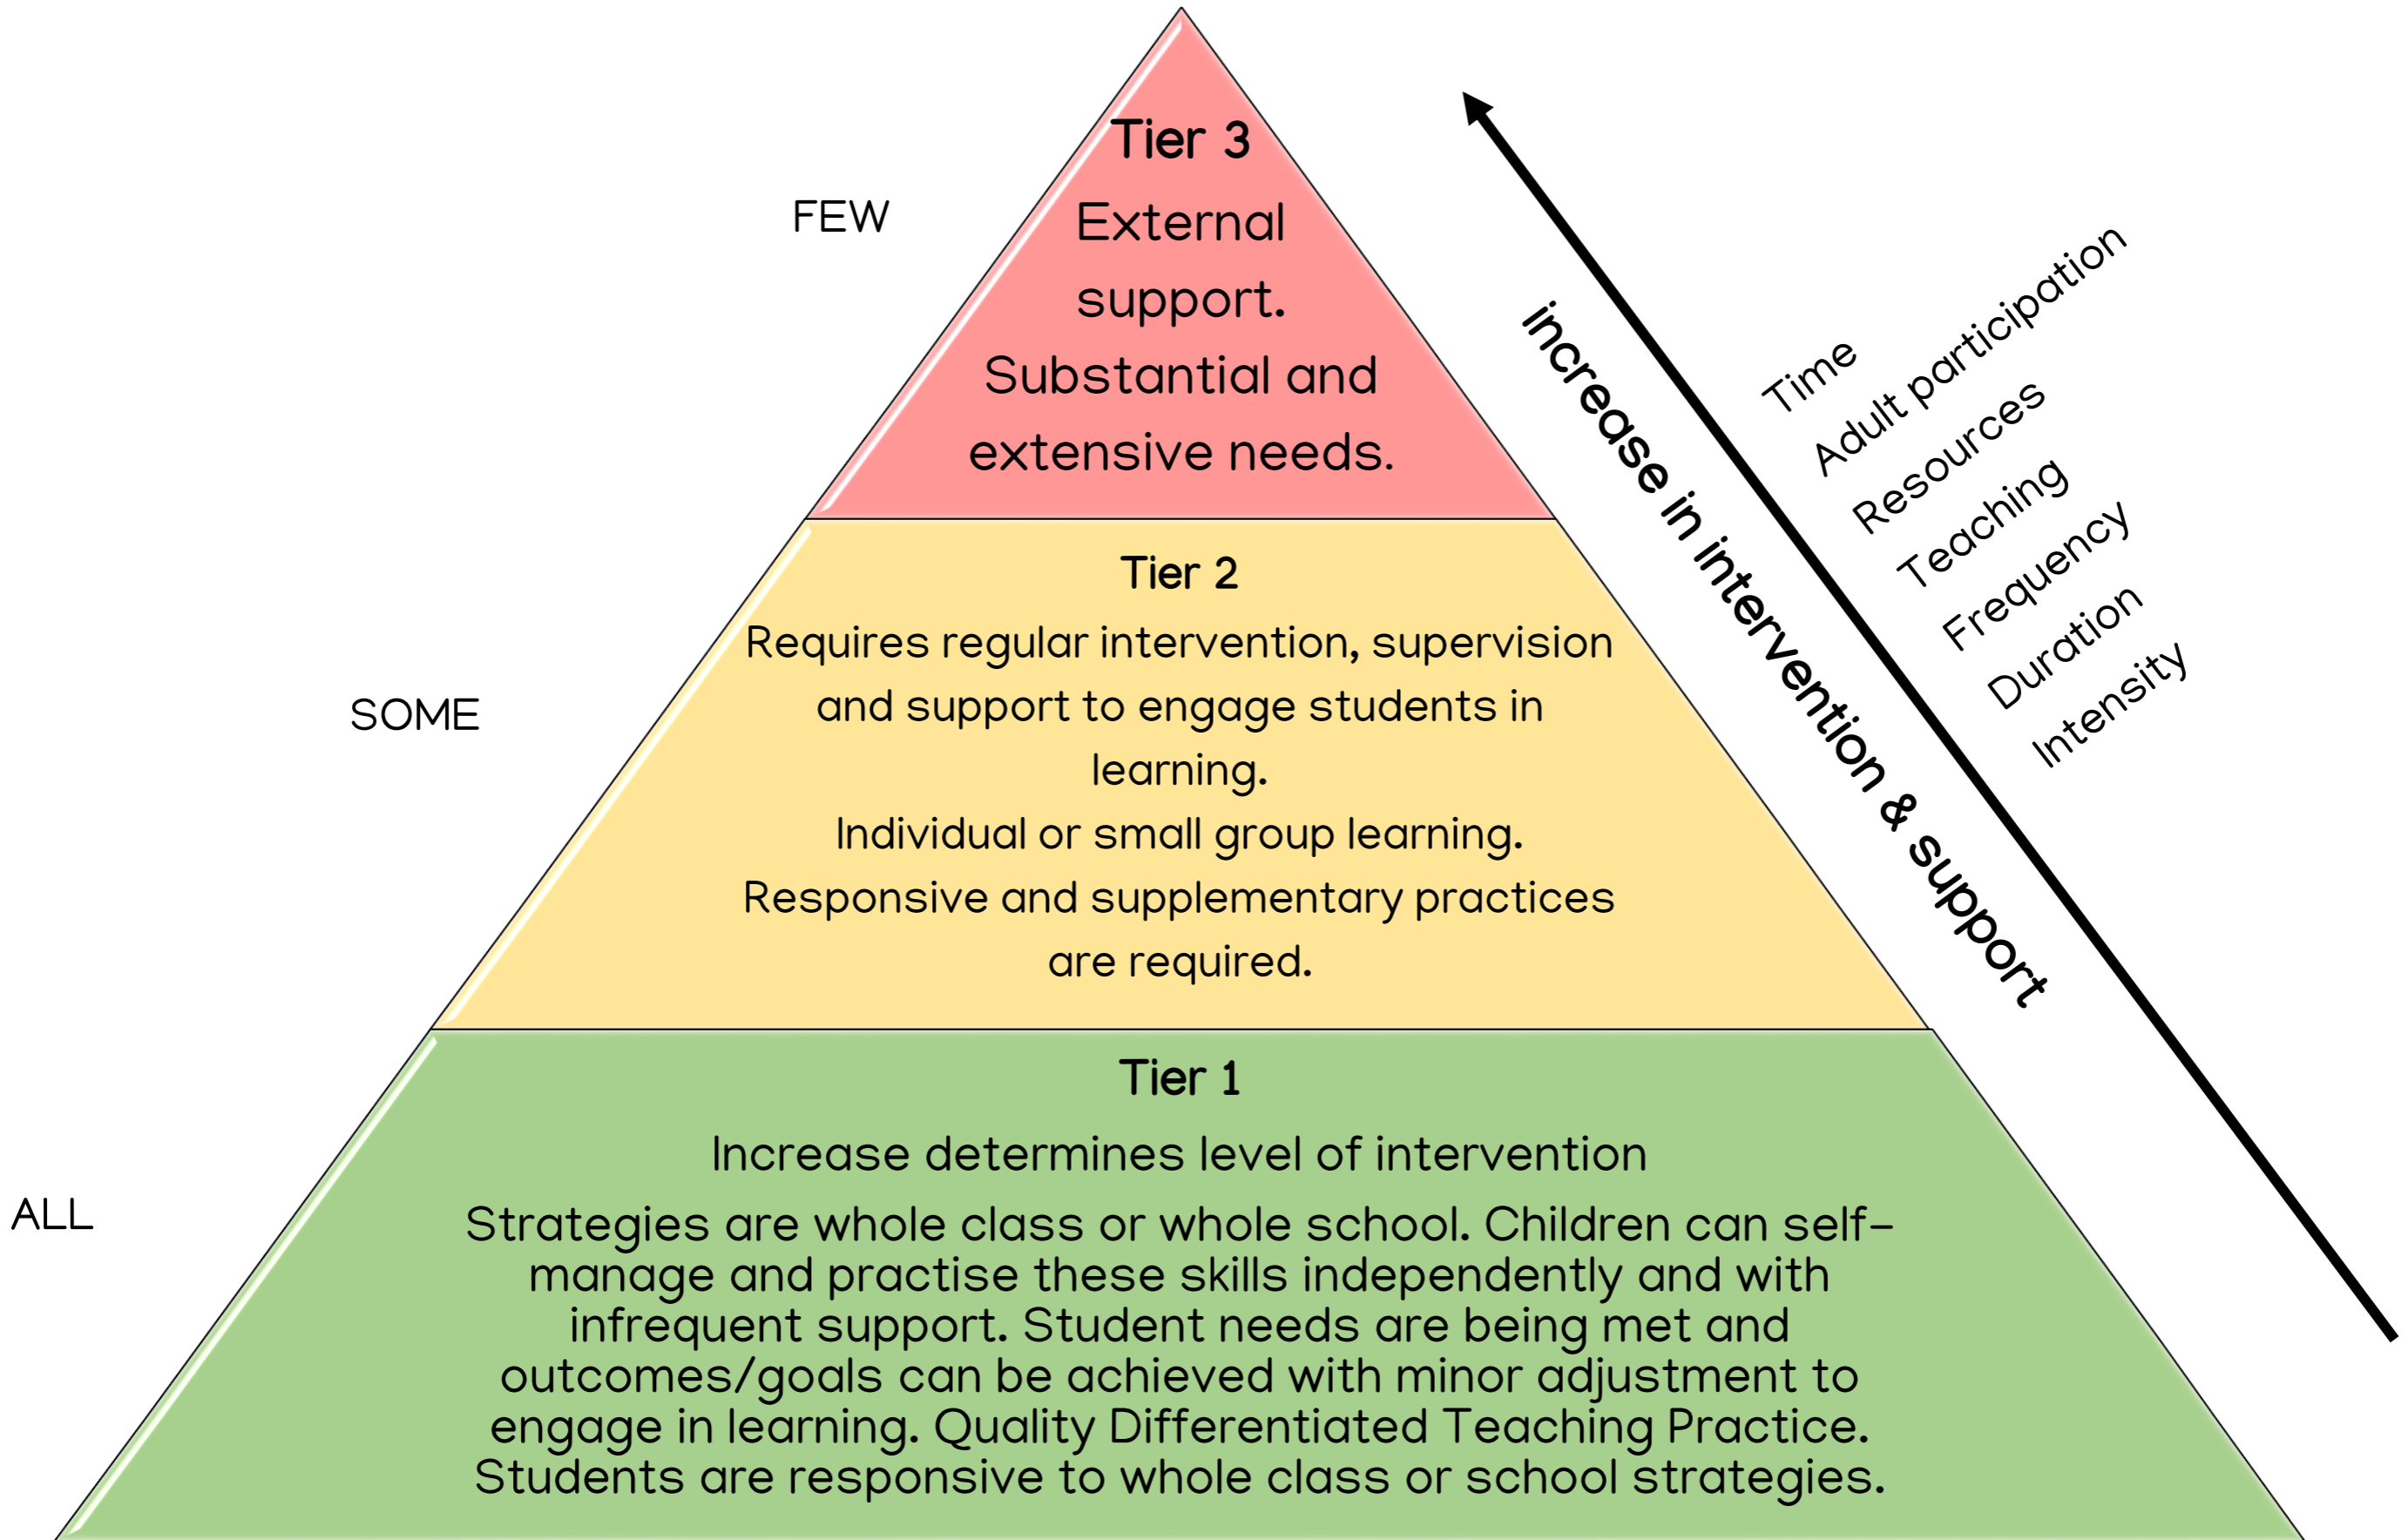 Tier 3
FEW
External
support.
Substantial and
extensive needs.
Tier 2
SOME
Requires regular intervention, supervision
and support to engage students in
learning.
Individual or small group learning.
Responsive and supplementary practices
are required.
Tier 1
ALL
Increase determines level of intervention
Strategies are whole class or whole school. Children can self-
manage and practise these skills independently and with
infrequent support. Student needs are being met and
outcomes/goals can be achieved with minor adjustment to
engage in learning. Quality Differentiated Teaching Practice.
Students are responsive to whole class or school strategies.
increase in intervention & support
Time
Adult participation
Resources
Teaching
Frequency
Duration
Intensity